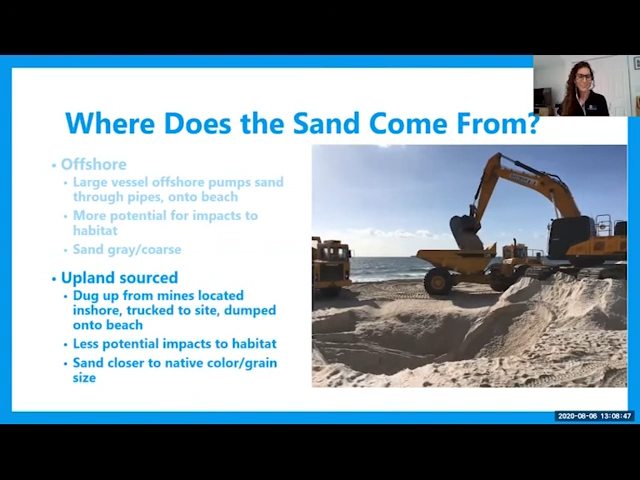 Where Does the Sand Come From?
• Offshore
• Large vessel offshore pumps sand
through pipes, onto beach
• More potential for impacts to
habitat
• Sand gray/coarse
• Upland sourced
• Dug up from mines located
inshore, trucked to site, dumped
onto beach
• Less potential impacts to habitat
• Sand closer to native color/grain
size
2020-08-06 13:08:47